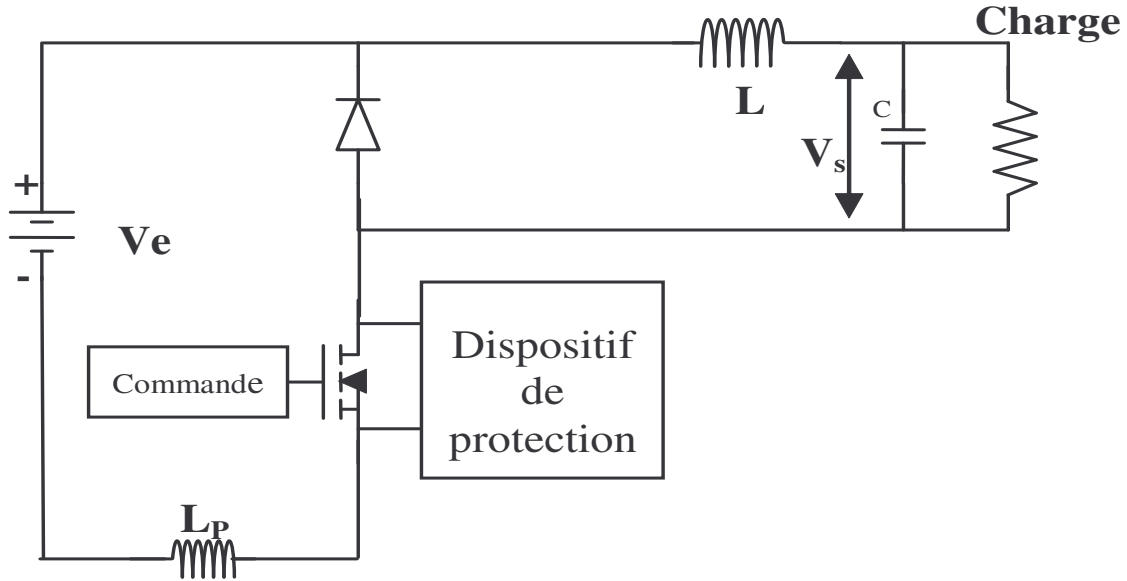 Charge
L
C
Vs
+
Ve
-
Dispositif
de
protection
Commande
LP